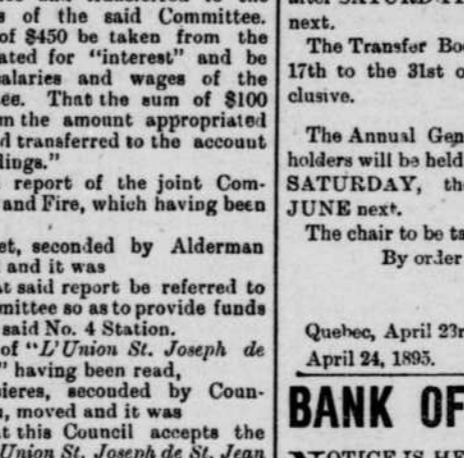 of the said Committee.
of $450 be taken from the
ated for "interest" and be
salaries and wages of the
ee. That the sum of $100
m the amount appropriated
d transferred to the account
lings."
report of the joint Com-
and Fire, which having been
et, seconded by Alderman
and it was
at said report be referred to
mittee so as to provide funds
said No. 4 Station.
of "L'Union St. Joseph de
" having been read,
ieres, seconded by Coun-
, moved and it was
t this Council accepts the
Union St. Joseph de St. Jean
next.
The Transfer Bo
17th to the 31st o
clusive.
The Annual Gen
holders will be held
SATURDAY, th
JUNE next.
The chair to be ta
By order
Quebec, April 23r
April 24, 1895.
BANK OF
NOTICE IS HE